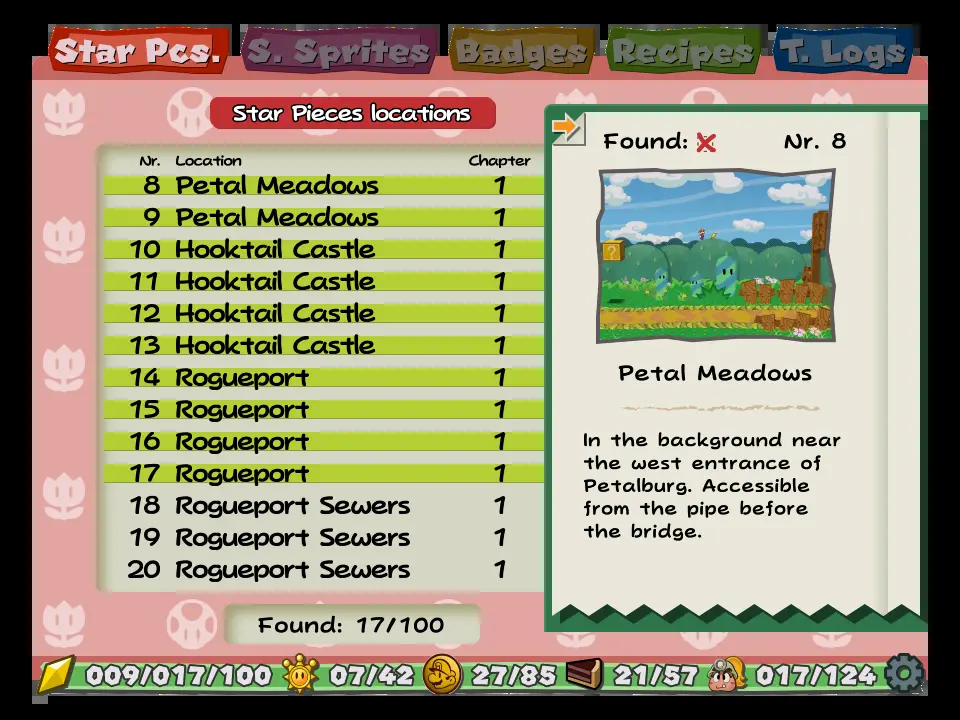 Star Pcs. S. Sprites Badges Recipes T. Logs
Star Pieces locations
Nr. Location Chapter
8 Petal Meadows 1
9 Petal Meadows 1
10 Hooktail Castle 1
11 Hooktail Castle 1
12 Hooktail Castle 1
13 Hooktail Castle 1
14 Rogueport 1
15 Rogueport 1
16 Rogueport 1
17 Rogueport 1
18 Rogueport Sewers 1
19 Rogueport Sewers 1
20 Rogueport Sewers 1
Found: 17/100
Found: Nr. 8
?
Petal Meadows
In the background near
the west entrance of
Petalburg. Accessible
from the pipe before
the bridge.
009/017/100 07/42 27/85 21/57 017/124